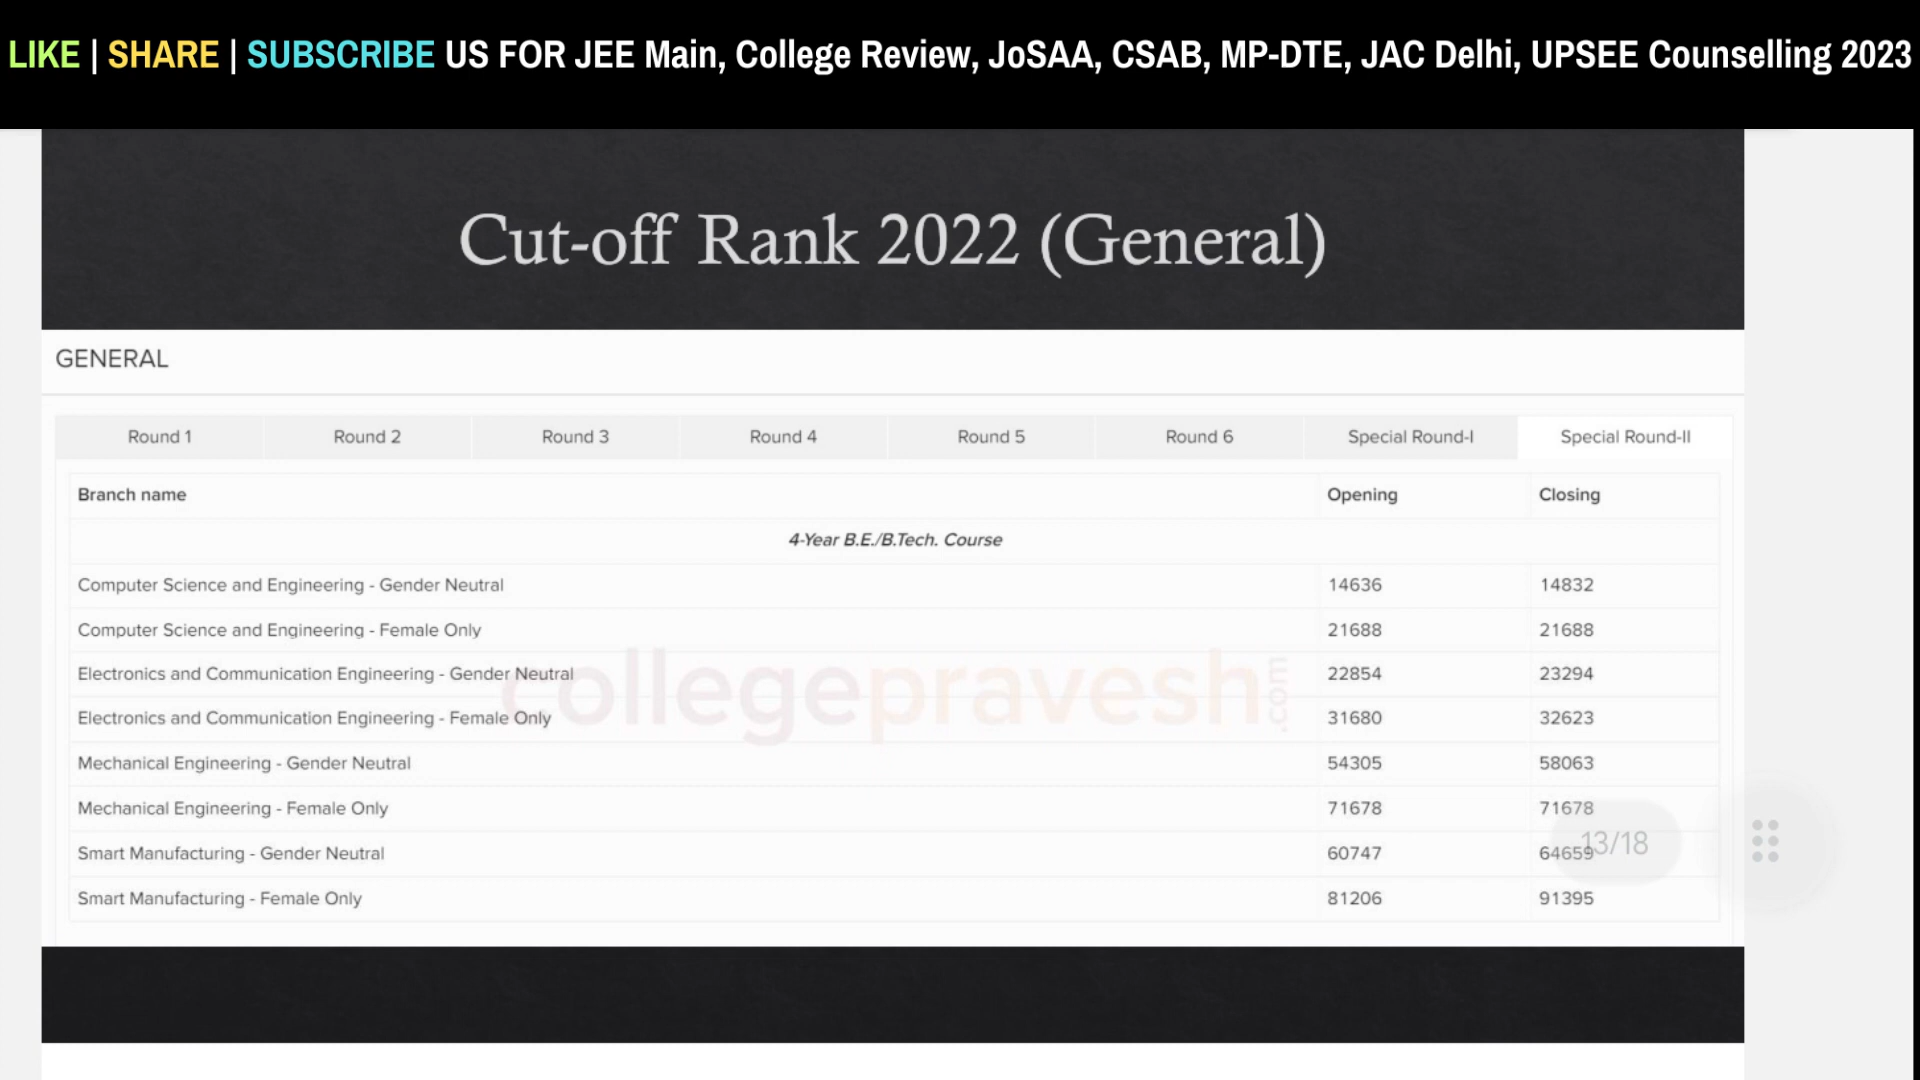 LIKE | SHARE | SUBSCRIBE US FOR JEE Main, College Review, JoSAA, CSAB, MP-DTE, JAC Delhi, UPSEE Counselling 2023
Cut-off Rank 2022 (General)
GENERAL
Round 1 Round 2 Round 3 Round 4 Round 5 Round 6 Special Round-I Special Round-II
Branch name Opening Closing
4-Year B.E./B.Tech. Course
Computer Science and Engineering - Gender Neutral 14636 14832
Computer Science and Engineering - Female Only 21688 21688
Electronics and Communication Engineering - Gender Neutral 22854 23294
collegepravesh.com
Electronics and Communication Engineering - Female Only 31680 32623
Mechanical Engineering - Gender Neutral 54305 58063
Mechanical Engineering - Female Only 71678 71678
13/18
Smart Manufacturing - Gender Neutral 60747 64659
Smart Manufacturing - Female Only 81206 91395